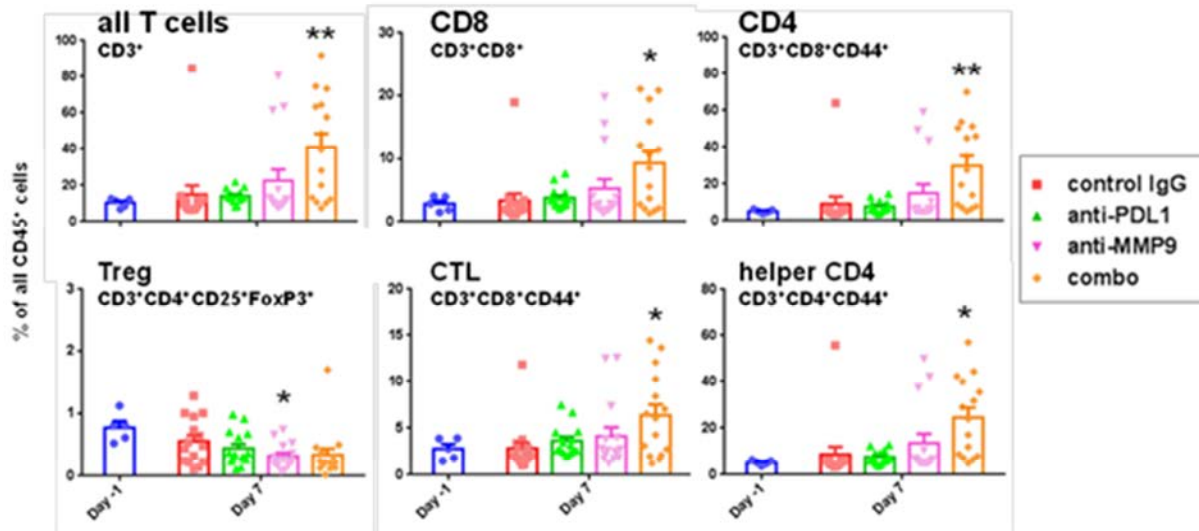 all T cells
CD3⁺
**
100
80
60
40
20
0
CD8
CD3⁺CD8⁺
*
30
20
10
0
CD4
CD3⁺CD8⁺CD44⁺
**
100
80
60
40
20
0
% of all CD45⁺ cells
Treg
CD3⁺CD4⁺CD25⁺FoxP3⁺
*
3
2
1
0
Day -1
Day 7
CTL
CD3⁺CD8⁺CD44⁺
*
20
15
10
5
0
Day -1
Day 7
helper CD4
CD3⁺CD4⁺CD44⁺
*
80
60
40
20
0
Day -1
Day 7
control IgG
anti-PDL1
anti-MMP9
combo